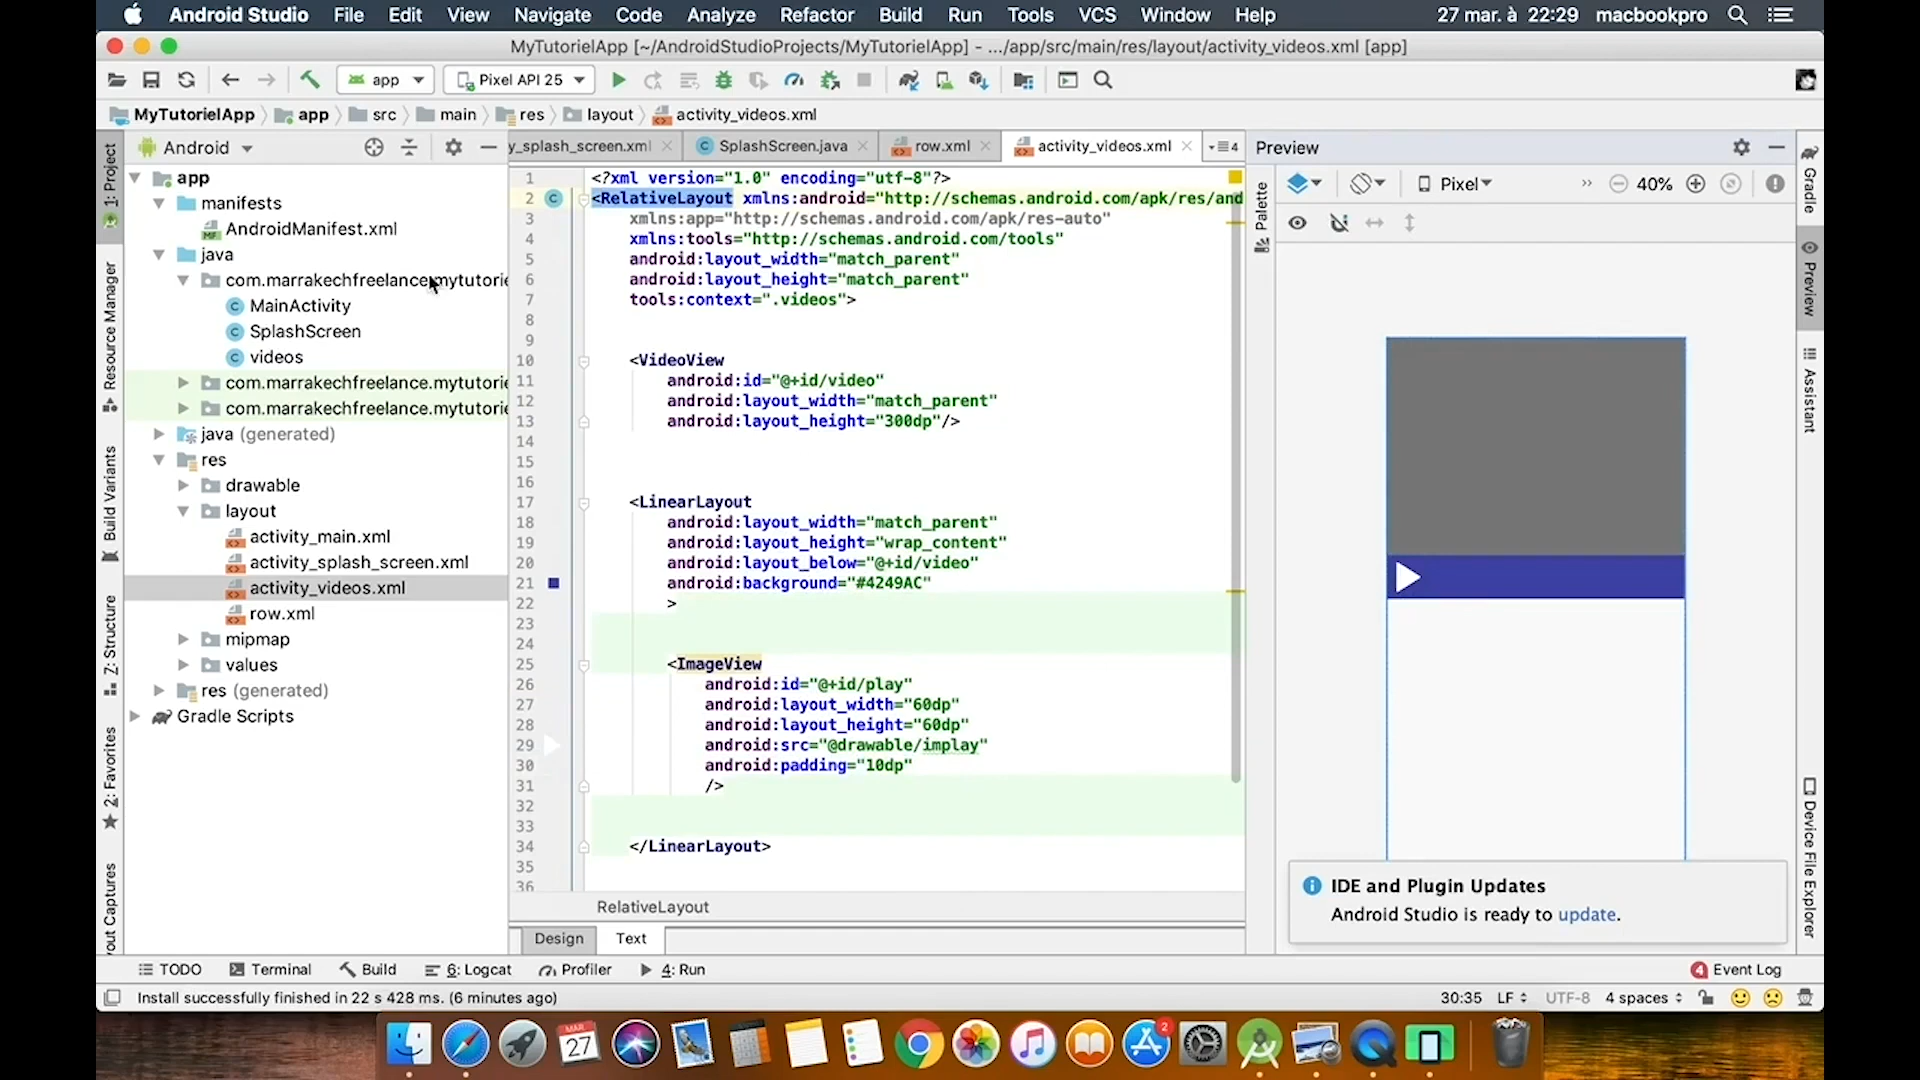 Android Studio File Edit View Navigate Code Analyze Refactor Build Run Tools VCS Window Help 27 mar. à 22:29 macbookpro
MyTutorielApp [~/AndroidStudioProjects/MyTutorielApp] - .../app/src/main/res/layout/activity_videos.xml [app]
app Pixel API 25
MyTutorielApp app src main res layout activity_videos.xml
Android
y_splash_screen.xml SplashScreen.java row.xml activity_videos.xml 4
Preview
1: Project
Resource Manager
Build Variants
Z: Structure
2: Favorites
out Captures
app
manifests
AndroidManifest.xml
java
com.marrakechfreelance.mytutorie
MainActivity
SplashScreen
videos
com.marrakechfreelance.mytutorie
com.marrakechfreelance.mytutorie
java (generated)
res
drawable
layout
activity_main.xml
activity_splash_screen.xml
activity_videos.xml
row.xml
mipmap
values
res (generated)
Gradle Scripts
1 <?xml version="1.0" encoding="utf-8"?>
2 <RelativeLayout xmlns:android="http://schemas.android.com/apk/res/and
3 xmlns:app="http://schemas.android.com/apk/res-auto"
4 xmlns:tools="http://schemas.android.com/tools"
5 android:layout_width="match_parent"
6 android:layout_height="match_parent"
7 tools:context=".videos">
8
9
10 <VideoView
11 android:id="@+id/video"
12 android:layout_width="match_parent"
13 android:layout_height="300dp"/>
14
15
16
17 <LinearLayout
18 android:layout_width="match_parent"
19 android:layout_height="wrap_content"
20 android:layout_below="@+id/video"
21 android:background="#4249AC"
22 >
23
24
25 <ImageView
26 android:id="@+id/play"
27 android:layout_width="60dp"
28 android:layout_height="60dp"
29 android:src="@drawable/implay"
30 android:padding="10dp"
31 />
32
33
34 </LinearLayout>
35
36
RelativeLayout
Design Text
Palette
Pixel 40%
IDE and Plugin Updates
Android Studio is ready to update.
Gradle
Preview
Assistant
Device File Explorer
TODO Terminal Build 6: Logcat Profiler 4: Run 4 Event Log
Install successfully finished in 22 s 428 ms. (6 minutes ago) 30:35 LF UTF-8 4 spaces
MAR.
27
2